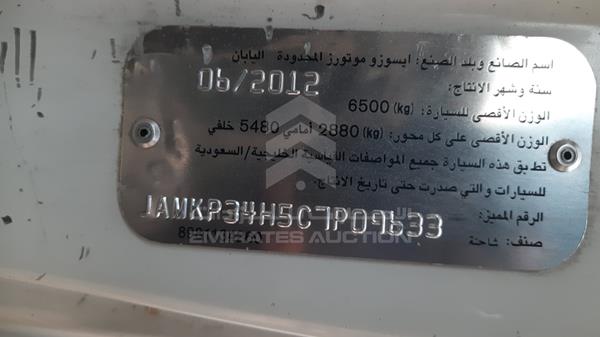 اسم الصانع وبلد الصنع: ايسوزو موتورز المحدودة اليابان
سنة وشهر الانتاج: 06/2012
الوزن الأقصى للسيارة: (kg) 6500
الوزن الأقصى على كل محور: (kg) 2880 أمامي 5480 خلفي
تطبق هذه السيارة جميع المواصفات القياسية الخليجية/السعودية
للسيارات والتي صدرت حتى تاريخ الانتاج.
الرقم المميز: JAMKP34H5C7P09633
صنف: شاحنة
EMIRATES AUCTION